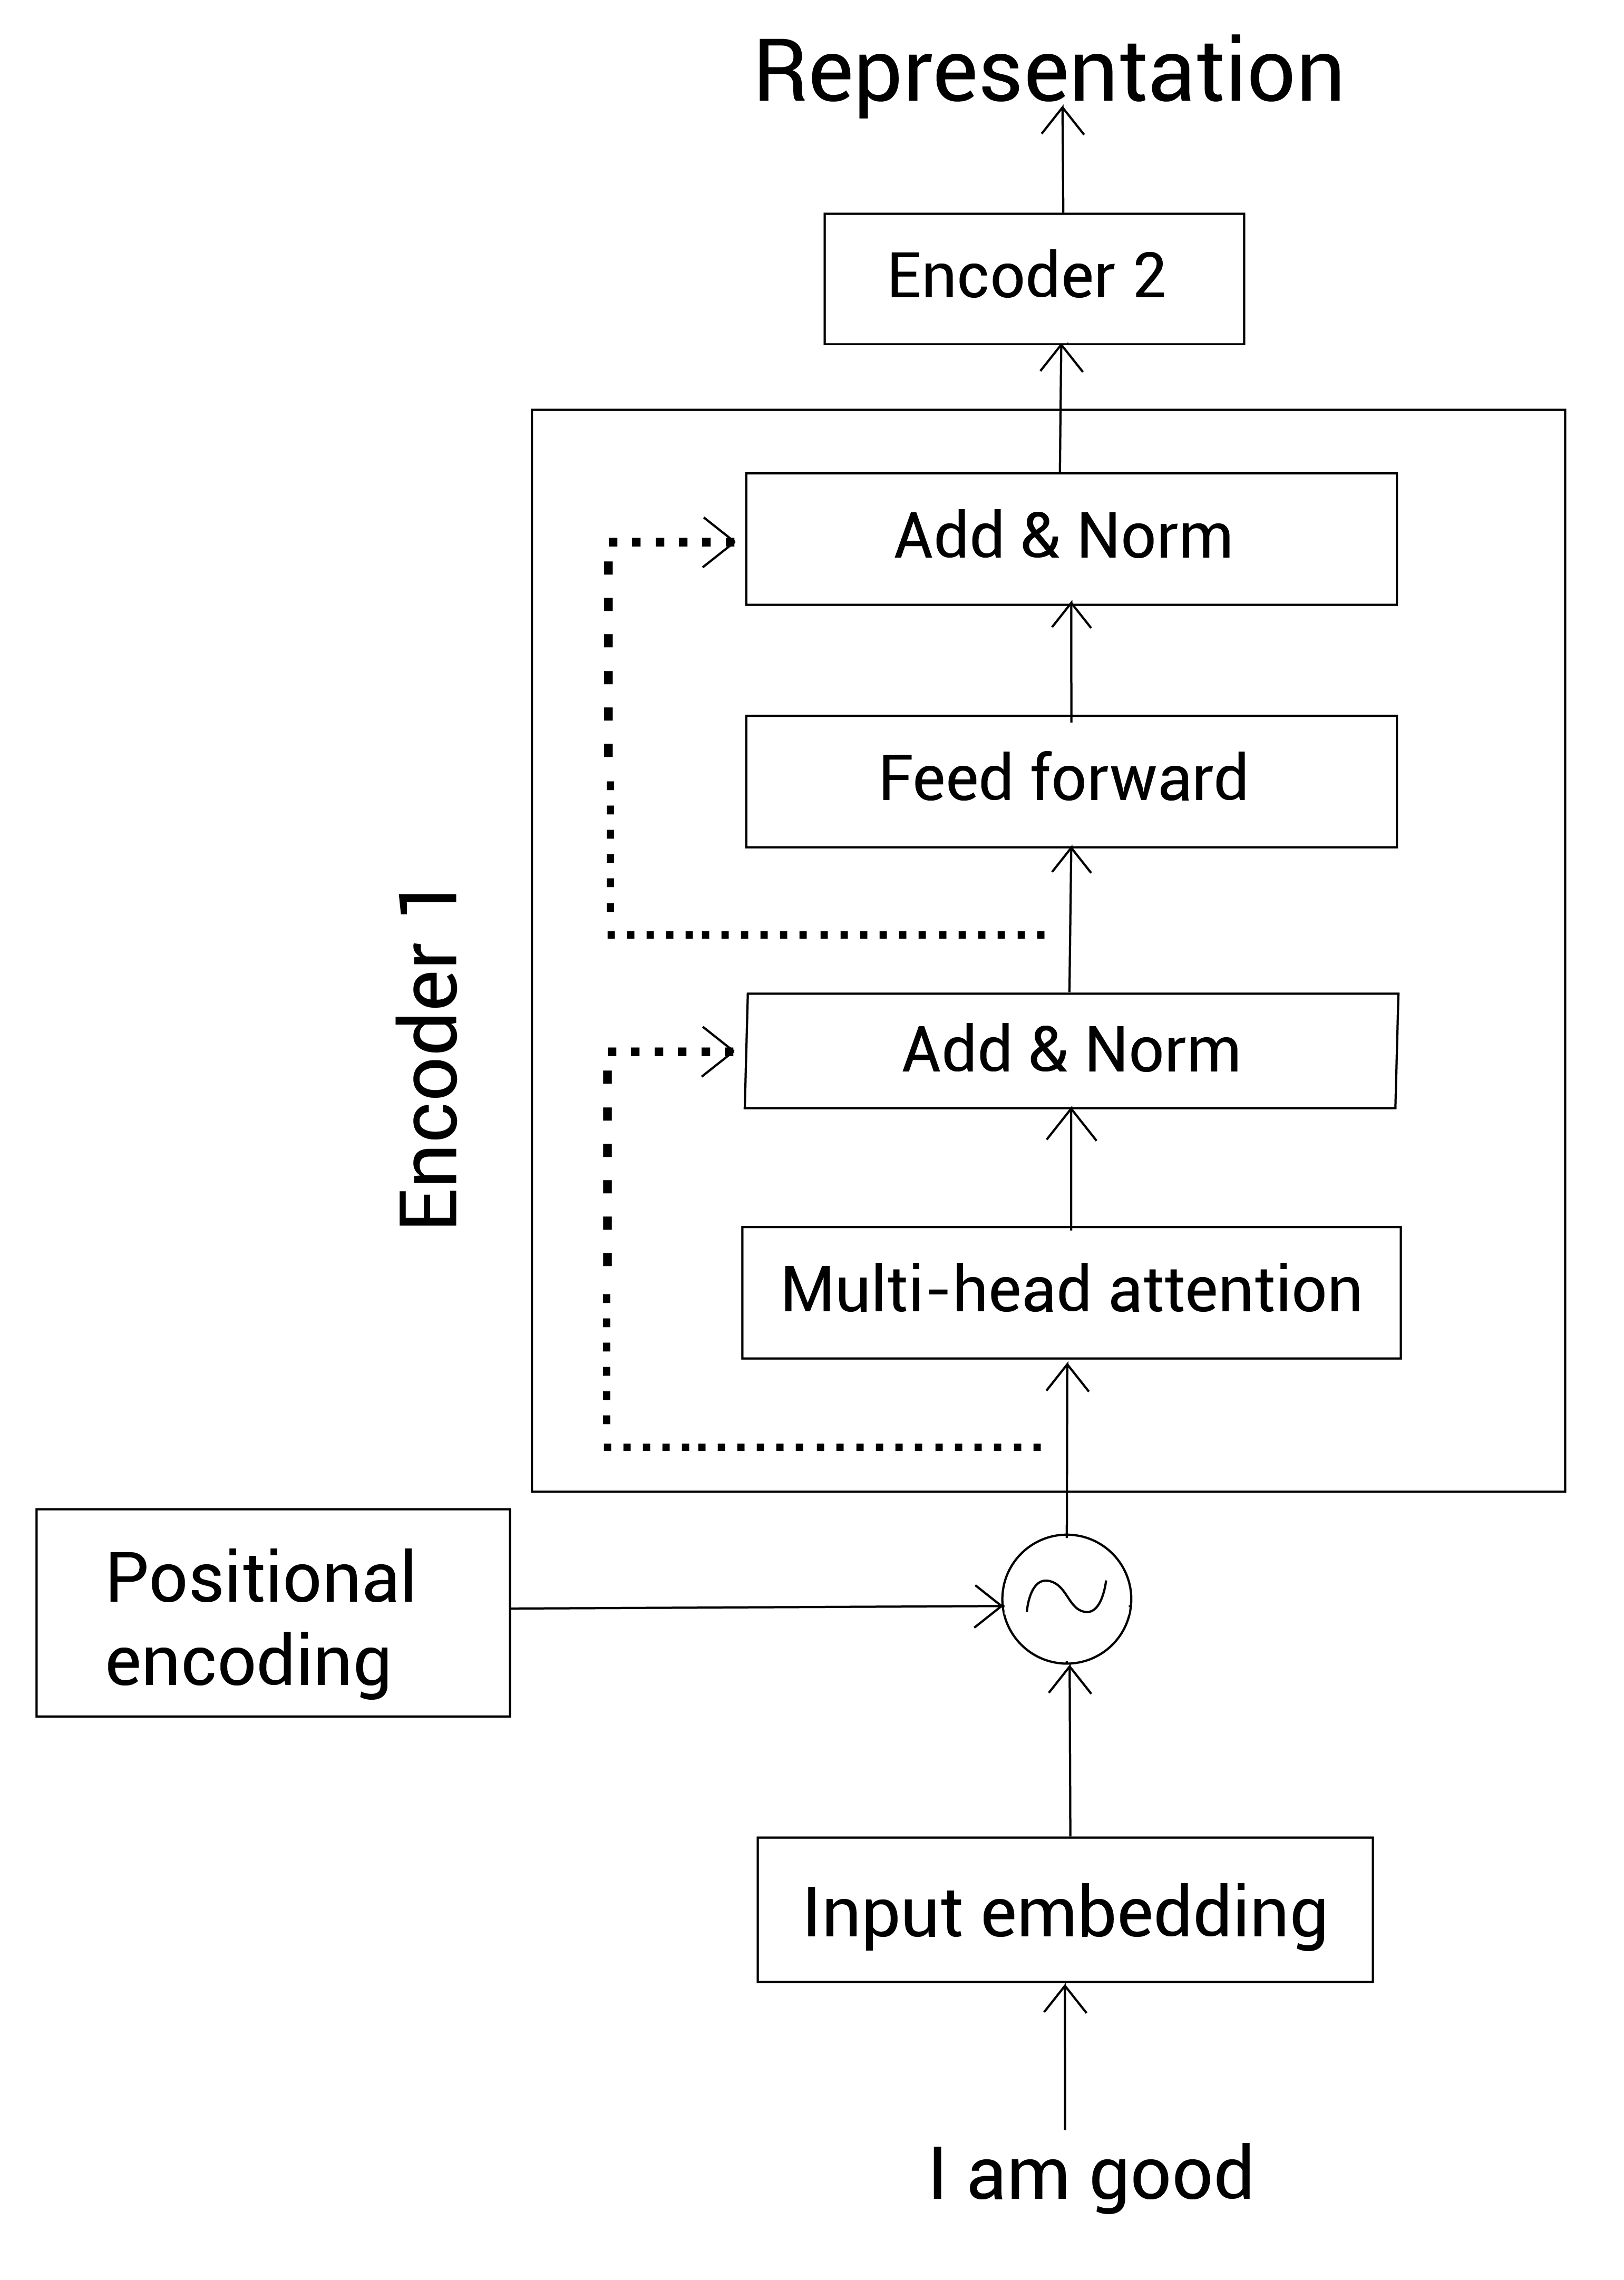 Representation
Encoder 2
Add & Norm
Feed forward
Encoder 1
Add & Norm
Multi-head attention
Positional
encoding
Input embedding
I am good